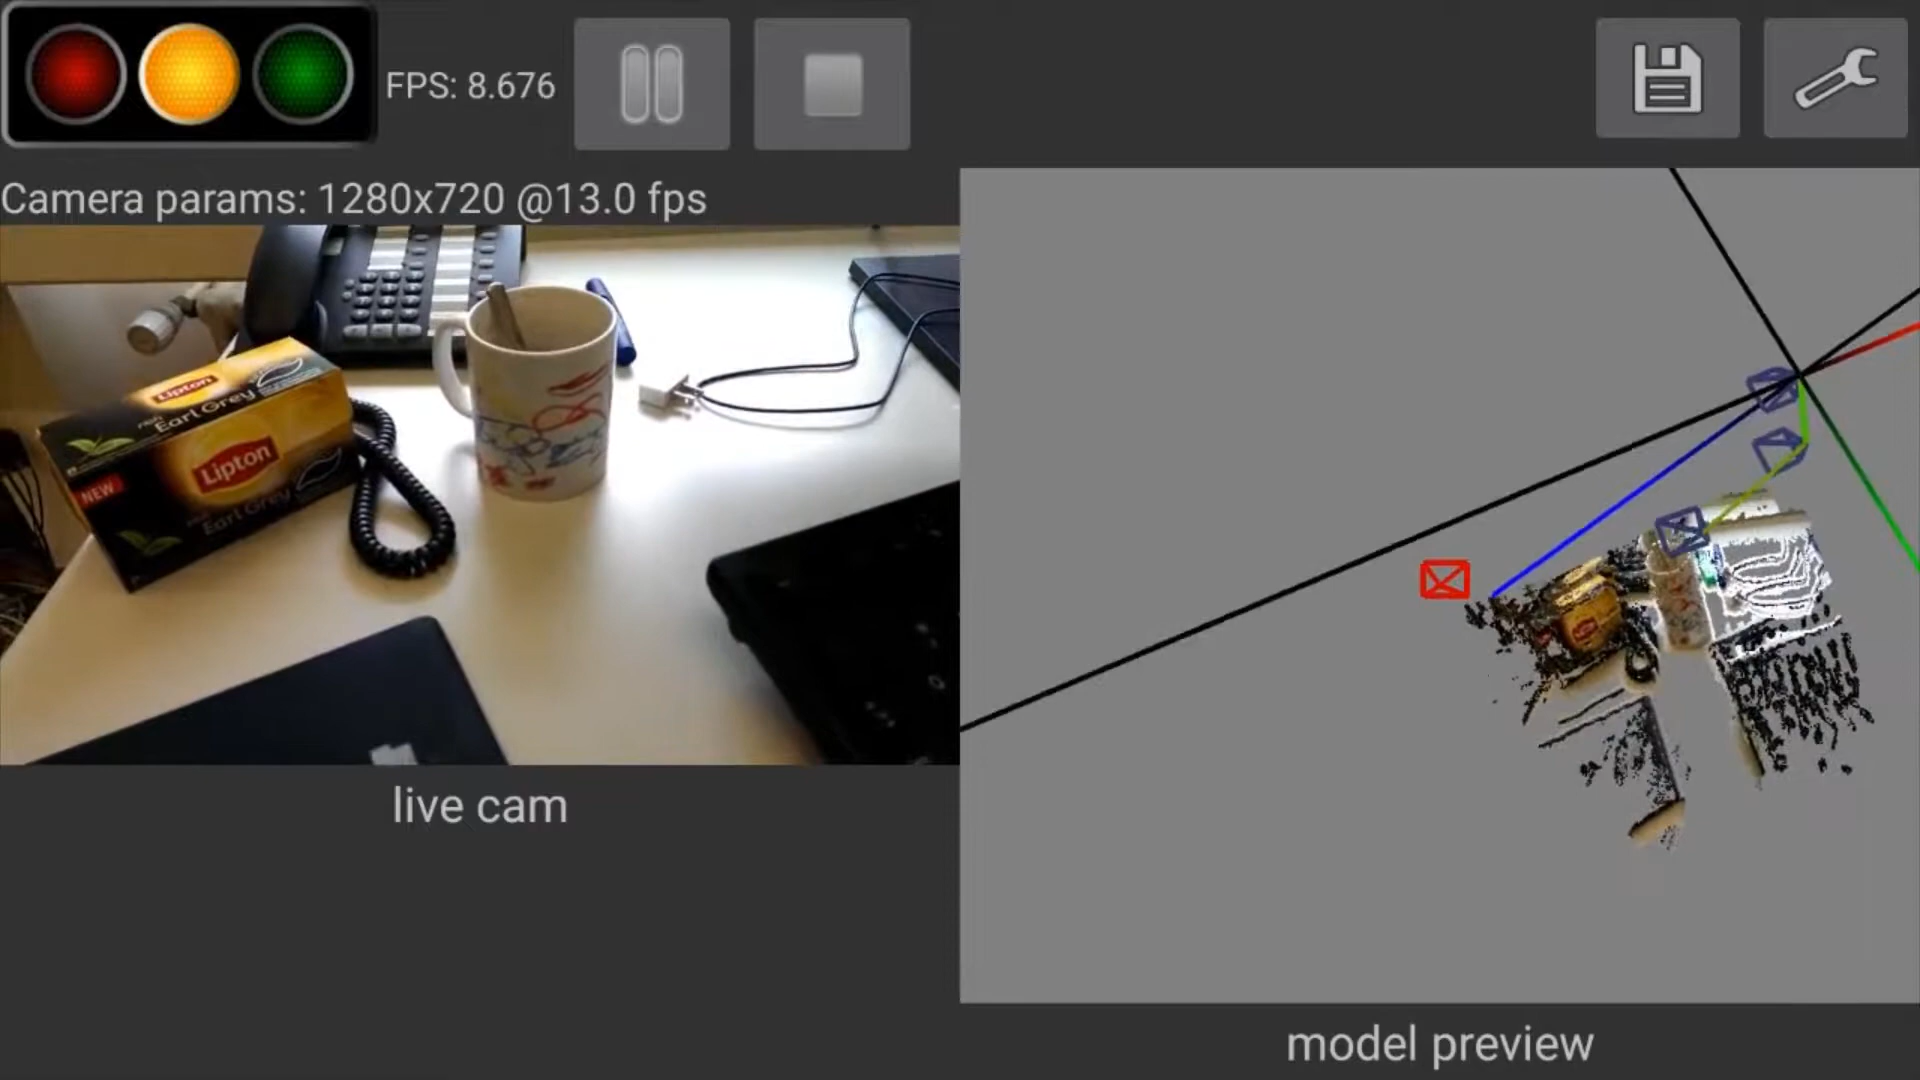 FPS: 8.676
Camera params: 1280x720 @13.0 fps
Lipton
Rich
Earl Grey
Lipton
NEW
Earl Grey
live cam
model preview